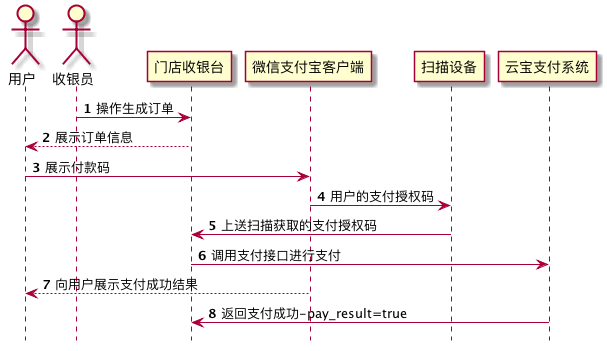 用户
收银员
门店收银台
微信支付宝客户端
扫描设备
云宝支付系统
1 操作生成订单
2 展示订单信息
3 展示付款码
4 用户的支付授权码
5 上送扫描获取的支付授权码
6 调用支付接口进行支付
7 向用户展示支付成功结果
8 返回支付成功-pay_result=true